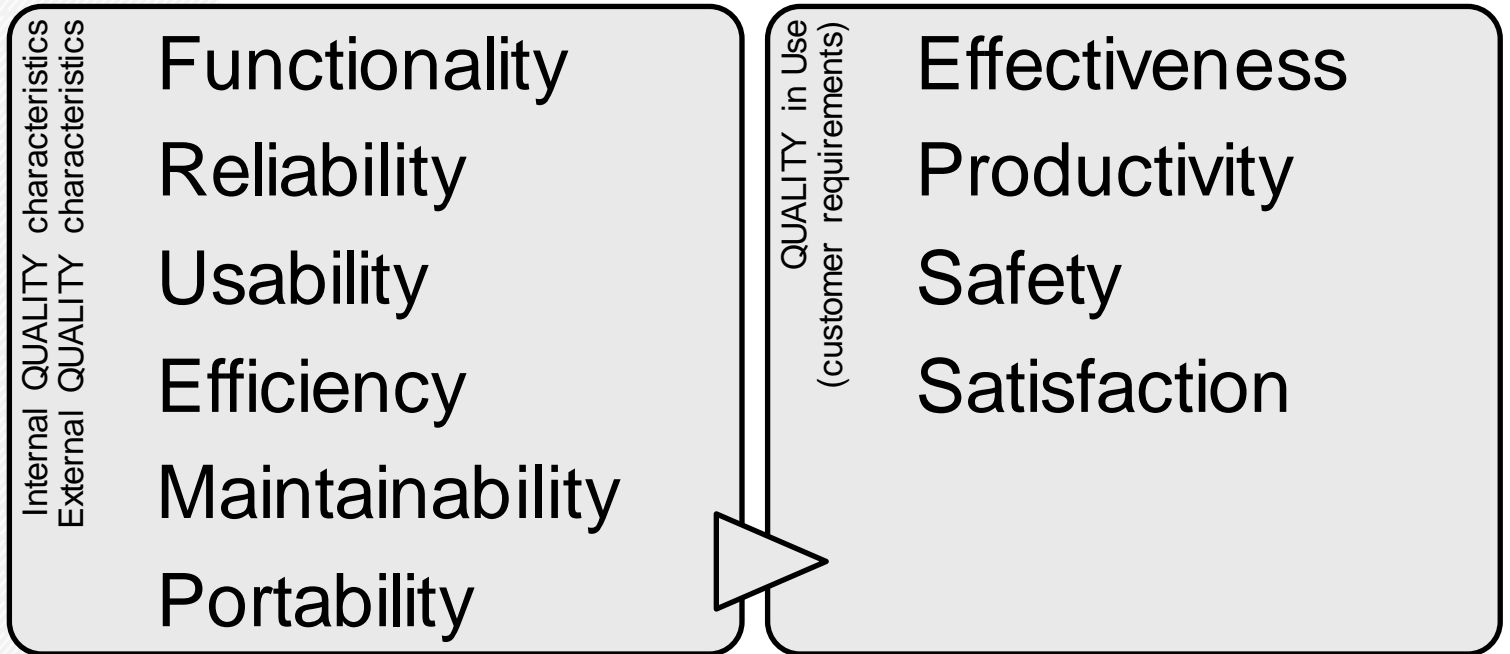 Internal QUALITY characteristics
External QUALITY characteristics
Functionality
Reliability
Usability
Efficiency
Maintainability
Portability
QUALITY in Use
(customer requirements)
Effectiveness
Productivity
Safety
Satisfaction